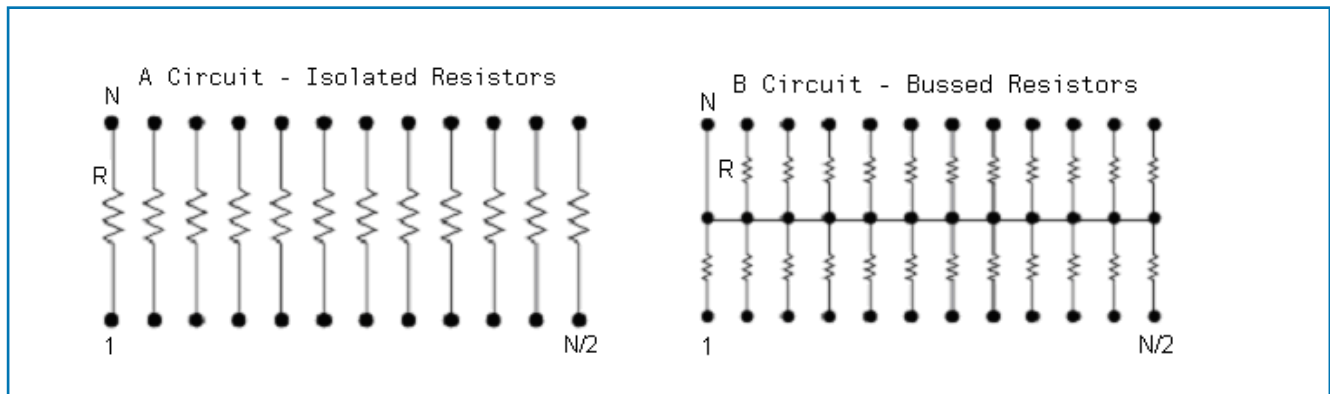 A Circuit - Isolated Resistors
N
R
1
N/2
B Circuit - Bussed Resistors
N
R
1
N/2